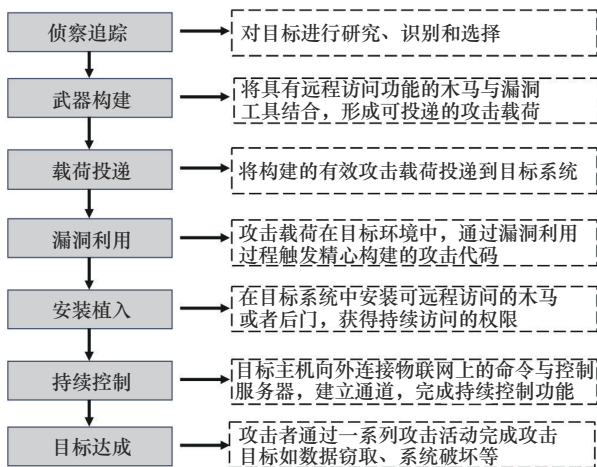 侦察追踪
对目标进行研究、识别和选择
武器构建
将具有远程访问功能的木马与漏洞
工具结合，形成可投递的攻击载荷
载荷投递
将构建的有效攻击载荷投递到目标系统
漏洞利用
攻击载荷在目标环境中，通过漏洞利用
过程触发精心构建的攻击代码
安装植入
在目标系统中安装可远程访问的木马
或者后门，获得持续访问的权限
持续控制
目标主机向外连接物联网上的命令与控制
服务器，建立通道，完成持续控制功能
目标达成
攻击者通过一系列攻击活动完成攻击
目标如数据窃取、系统破坏等